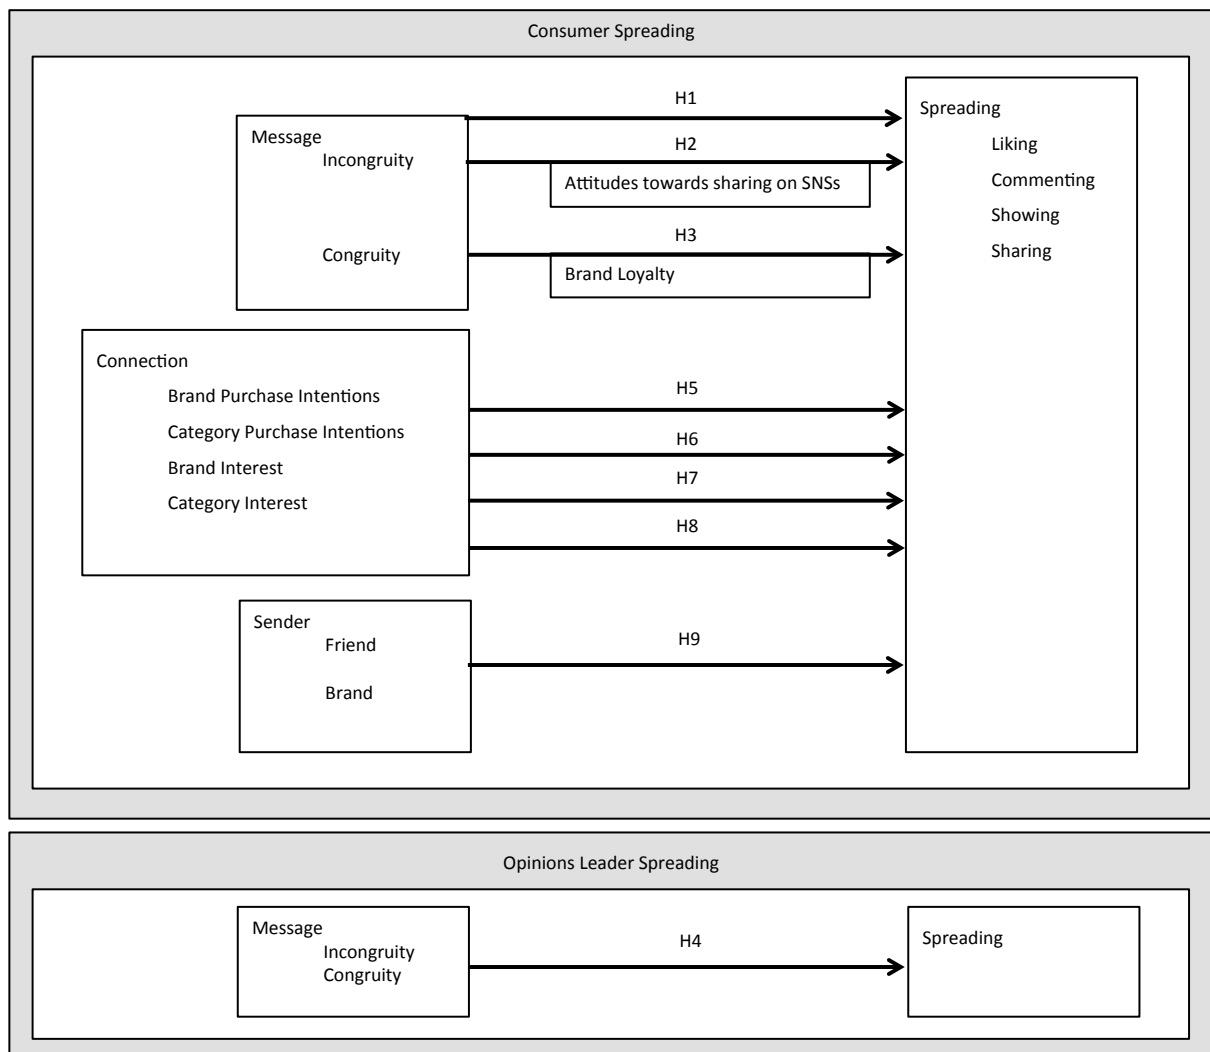 Consumer Spreading
Message
Incongruity
Congruity
H1
H2
Attitudes towards sharing on SNSs
H3
Brand Loyalty
Spreading
Liking
Commenting
Showing
Sharing
Connection
Brand Purchase Intentions
Category Purchase Intentions
Brand Interest
Category Interest
H5
H6
H7
H8
Sender
Friend
Brand
H9
Opinions Leader Spreading
Message
Incongruity
Congruity
H4
Spreading